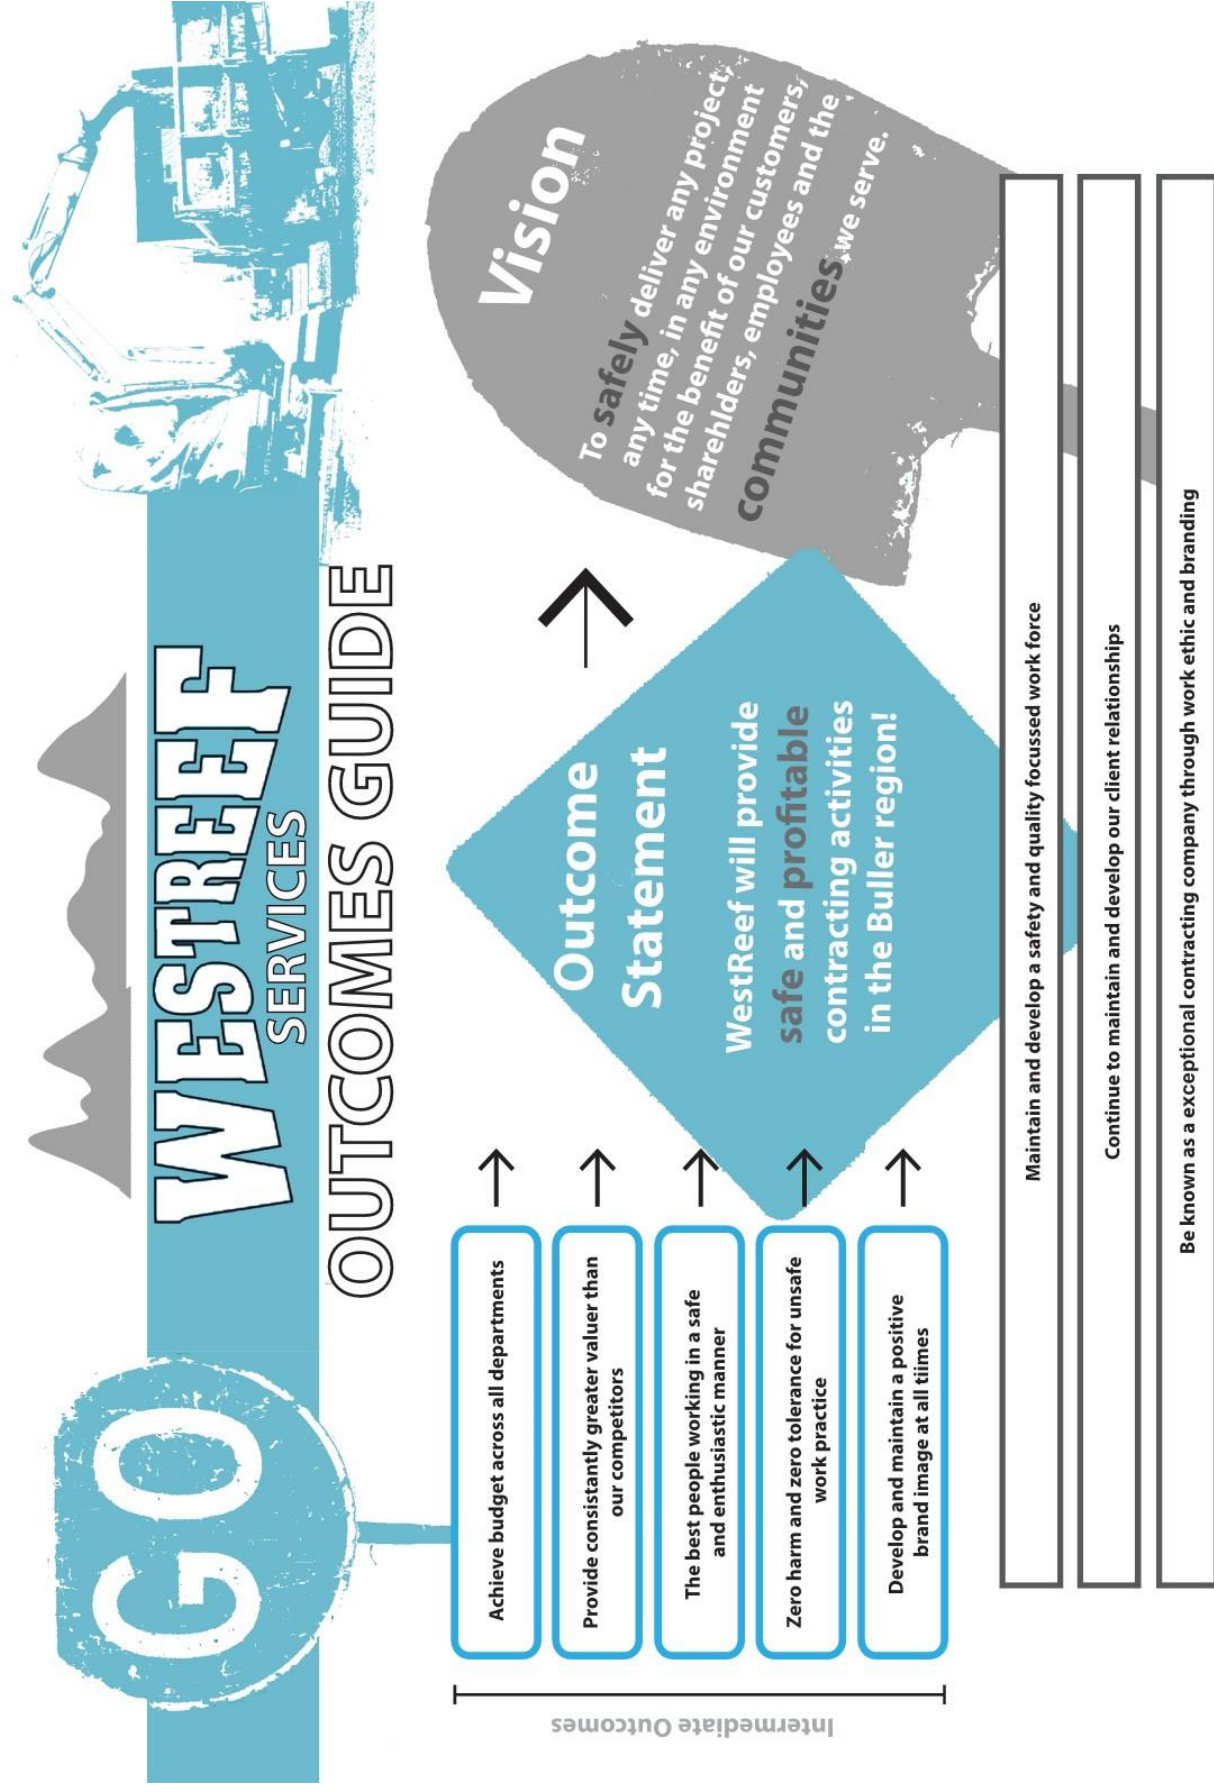 GO
WESTREEF
SERVICES
OUTCOMES GUIDE
Intermediate Outcomes
Achieve budget across all departments
Provide consistantly greater valuer than
our competitors
The best people working in a safe
and enthusiastic manner
Zero harm and zero tolerance for unsafe
work practice
Develop and maintain a positive
brand image at all tiimes
Outcome
Statement
WestReef will provide
safe and profitable
contracting activities
in the Buller region!
Vision
To safely deliver any project,
any time, in any environment
for the benefit of our customers,
sharehlders, employees and the
communities we serve.
Maintain and develop a safety and quality focussed work force
Continue to maintain and develop our client relationships
Be known as a exceptional contracting company through work ethic and branding